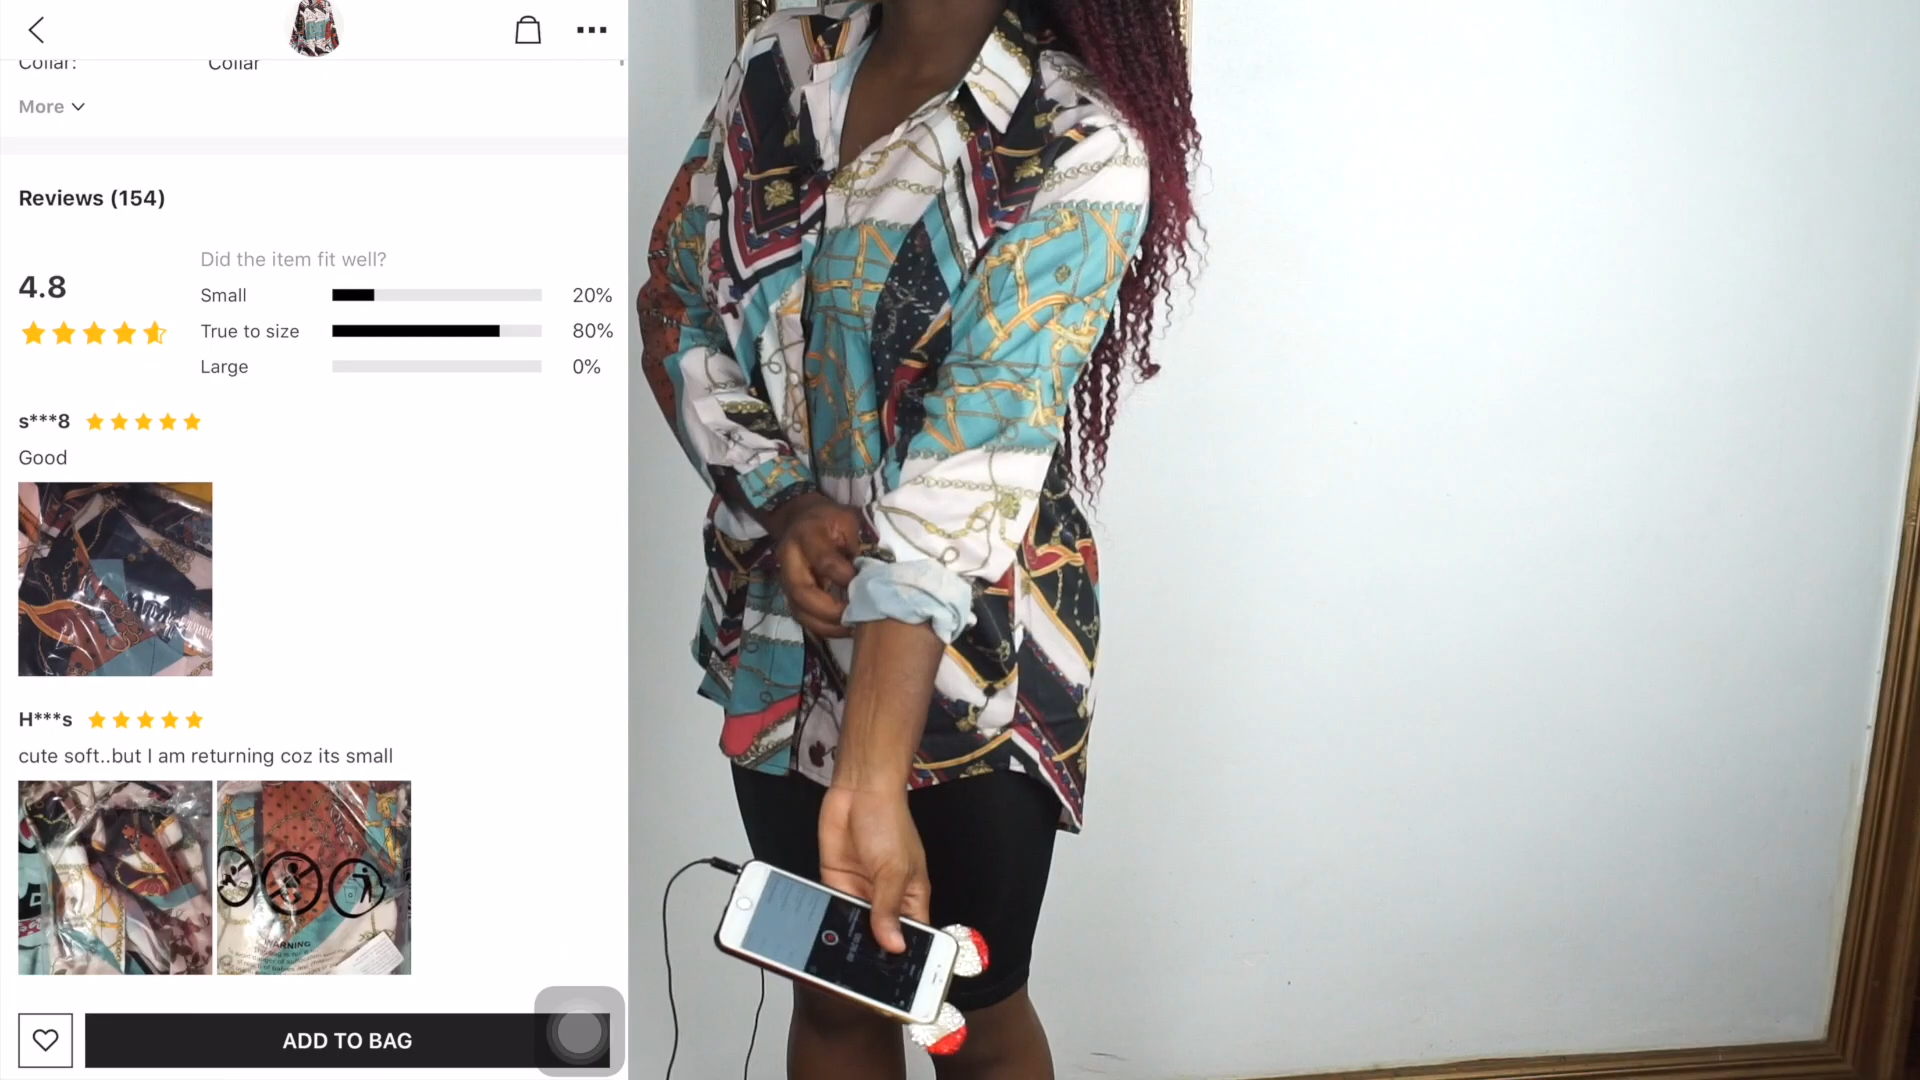 Collar: Collar
More
Reviews (154)
4.8
Did the item fit well?
Small 20%
True to size 80%
Large 0%
s***8
Good
H***s
cute soft..but I am returning coz its small
WARNING
ADD TO BAG